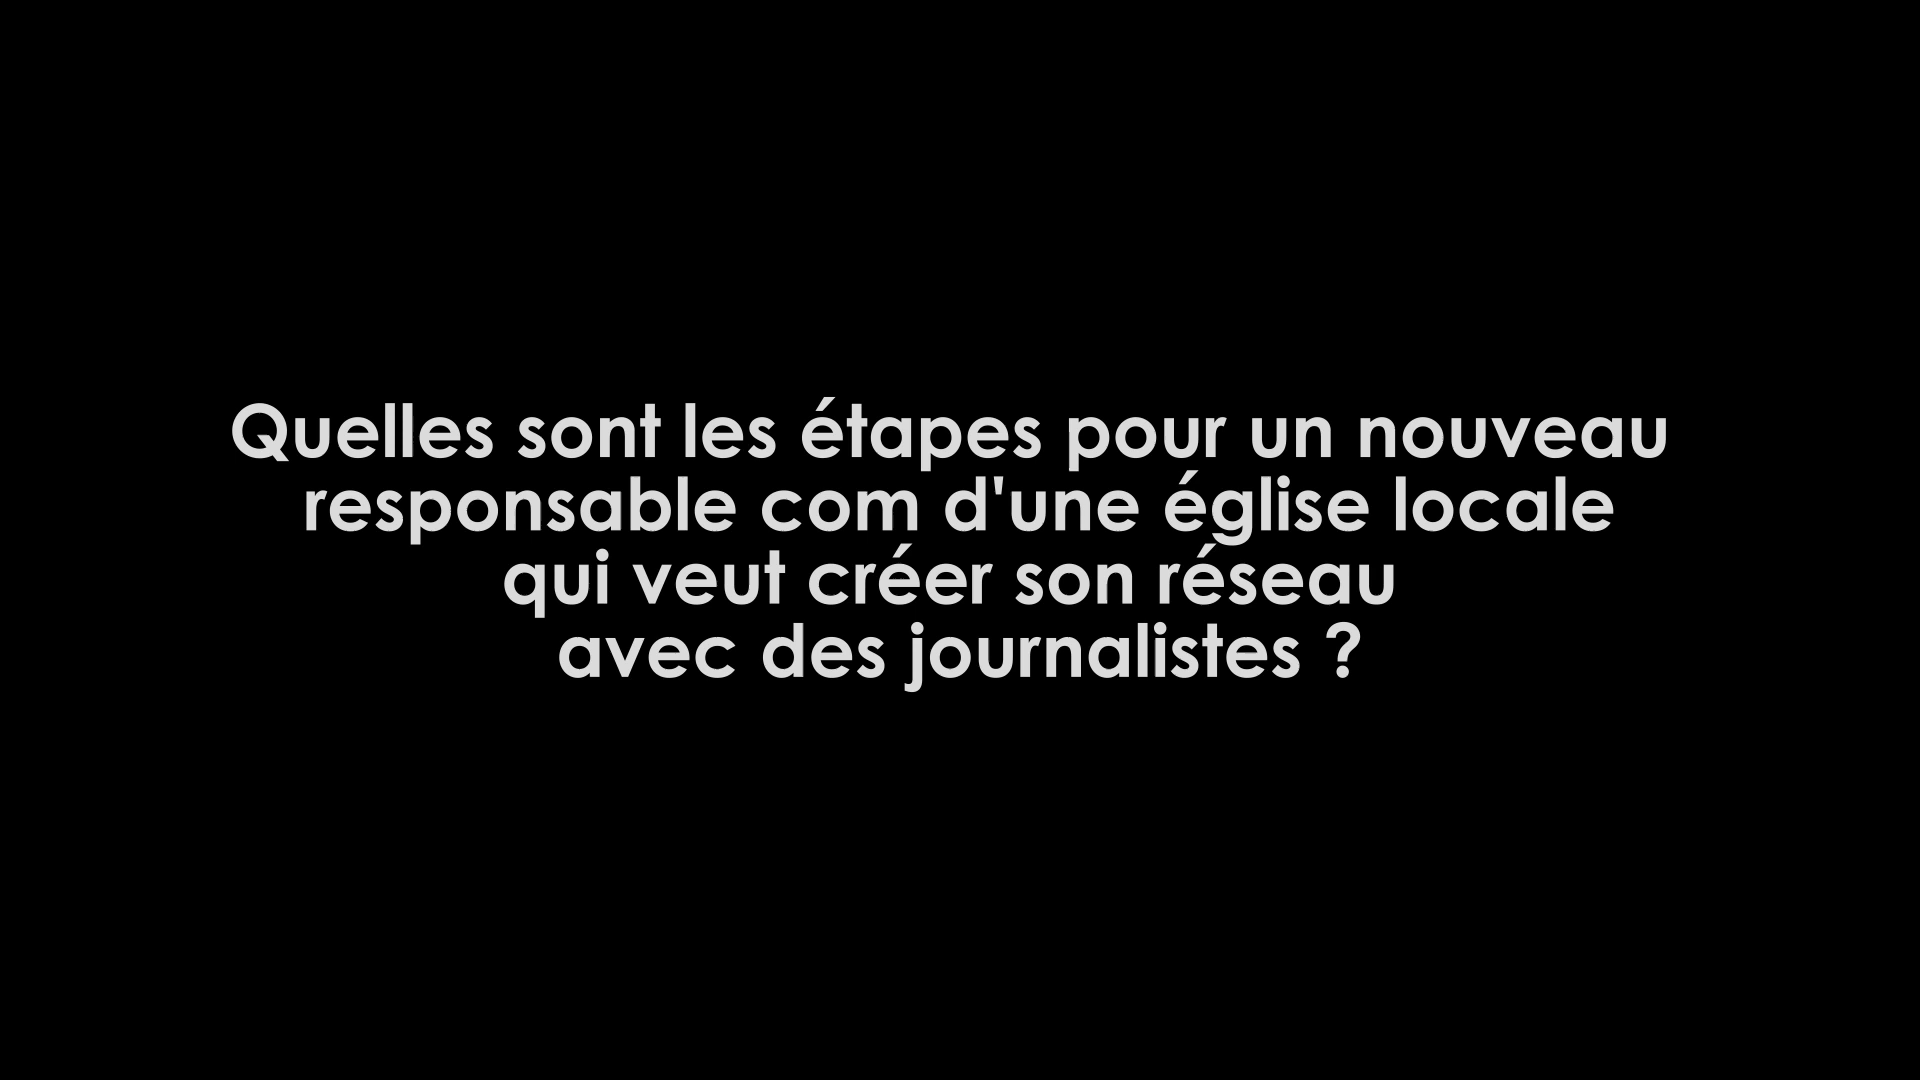 Quelles sont les étapes pour un nouveau
responsable com d'une église locale
qui veut créer son réseau
avec des journalistes ?